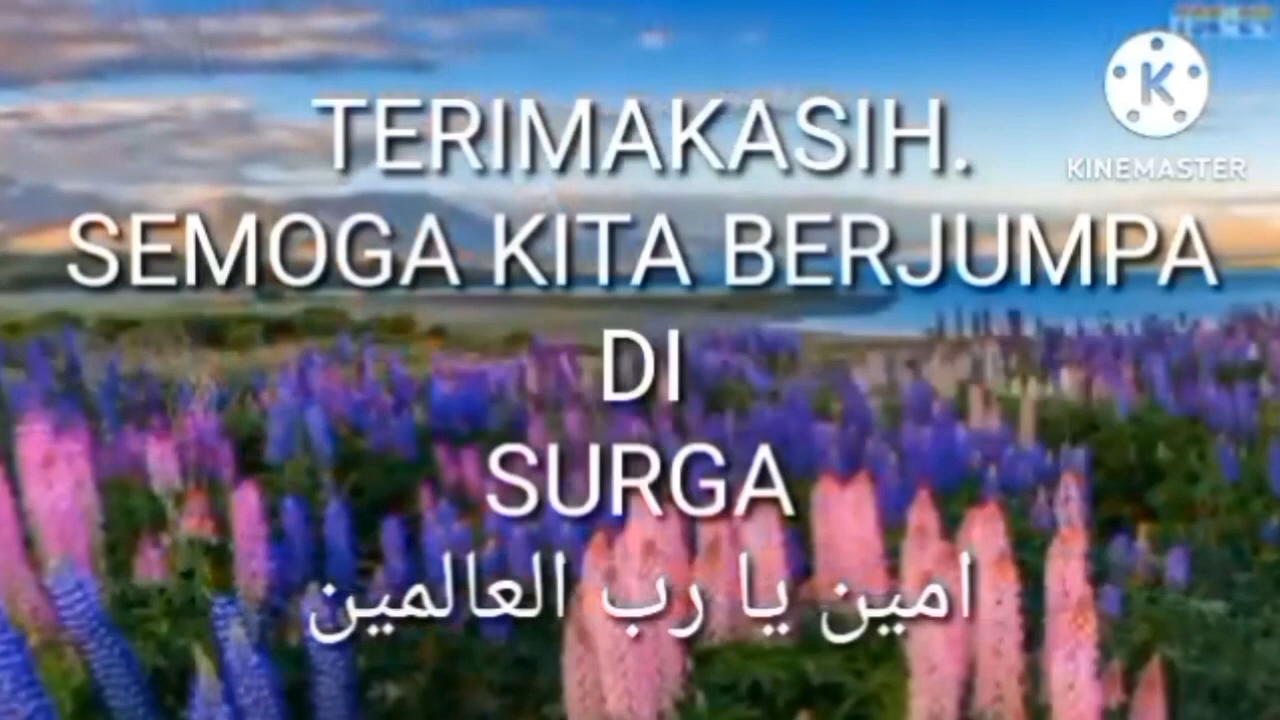 TERIMAKASIH.
KINEMASTER
SEMOGA KITA BERJUMPA
DI
SURGA
امين يا رب العالمين